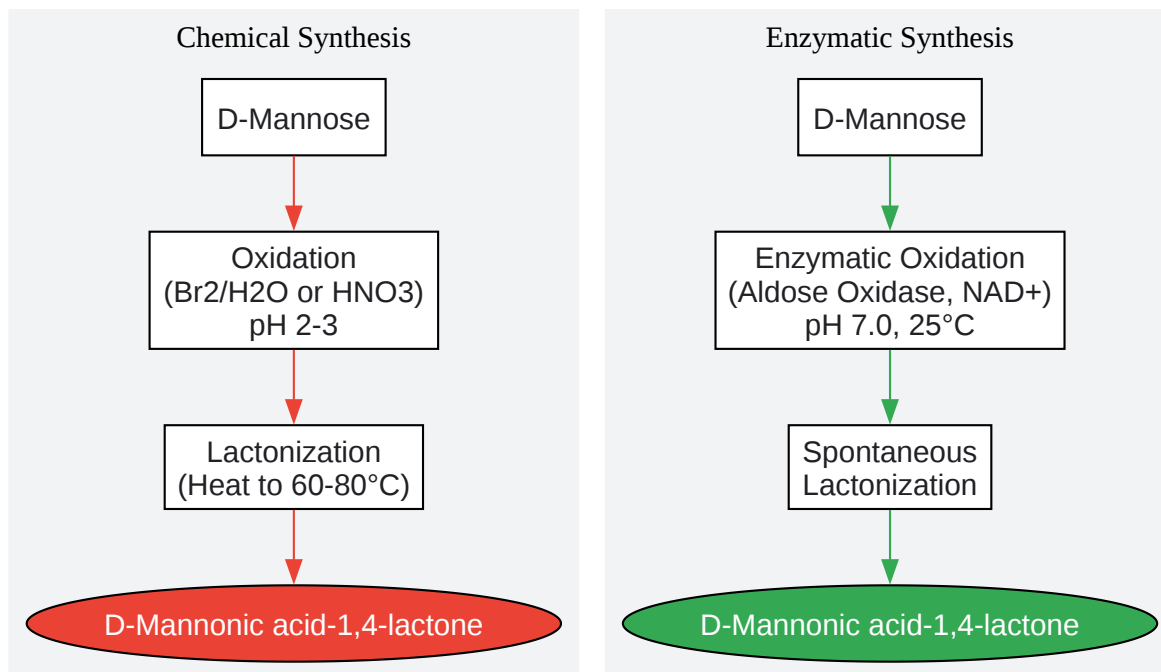 Chemical Synthesis
D-Mannose
Oxidation
(Br2/H2O or HNO3)
pH 2-3
Lactonization
(Heat to 60-80°C)
D-Mannonic acid-1,4-lactone
Enzymatic Synthesis
D-Mannose
Enzymatic Oxidation
(Aldose Oxidase, NAD+)
pH 7.0, 25°C
Spontaneous
Lactonization
D-Mannonic acid-1,4-lactone